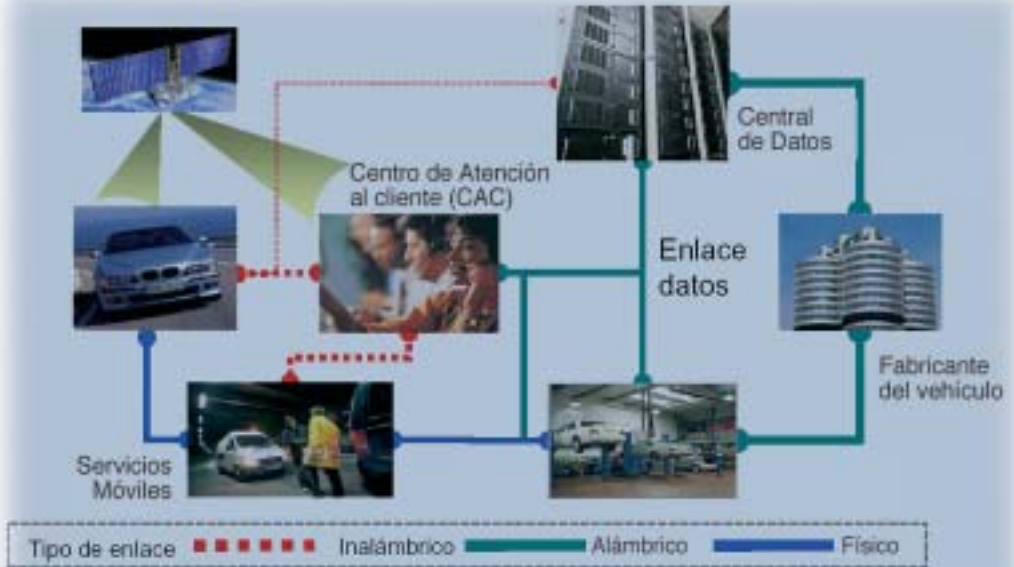 Central
de Datos
Centro de Atención
al cliente (CAC)
Enlace
datos
Fabricante
del vehículo
Servicios
Móviles
Tipo de enlace Inalámbrico Alámbrico Físico